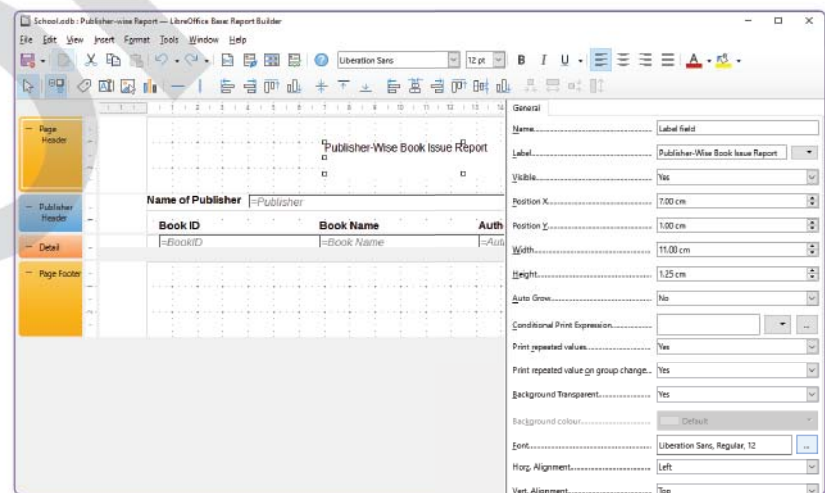 School.odb : Publisher-wise Report — LibreOffice Base: Report Builder
File Edit View Insert Format Tools Window Help
Liberation Sans 12 pt B I U A
General
Name Label field
Label Publisher-Wise Book Issue Report
Visible Yes
Position X 7.00 cm
Position Y 1.00 cm
Width 11.00 cm
Height 1.25 cm
Auto Grow No
Conditional Print Expression
Print repeated values Yes
Print repeated value on group change... Yes
Background Transparent Yes
Background colour Default
Font Liberation Sans, Regular, 12
Horz. Alignment Left
Vert. Alignment Top
Page Header
Publisher-Wise Book Issue Report
Publisher Header
Name of Publisher =Publisher
Book ID Book Name Auth
Detail
=BookID =Book Name =Aut
Page Footer